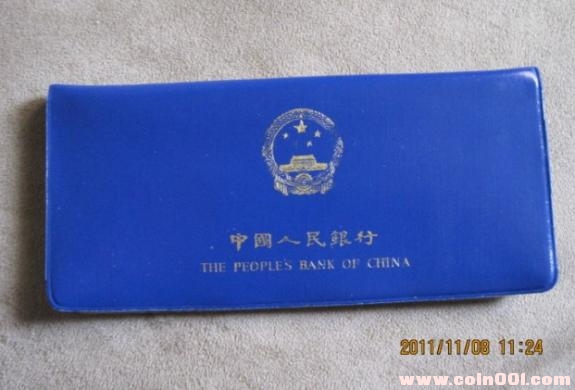 中國人民銀行
THE PEOPLE'S BANK OF CHINA
2011/11/08 11:24
www.coin001.com